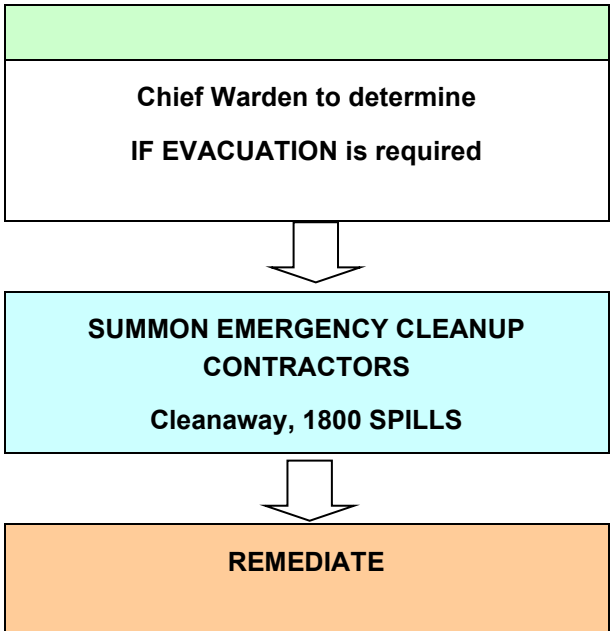 Chief Warden to determine
IF EVACUATION is required
SUMMON EMERGENCY CLEANUP
CONTRACTORS
Cleanaway, 1800 SPILLS
REMEDIATE